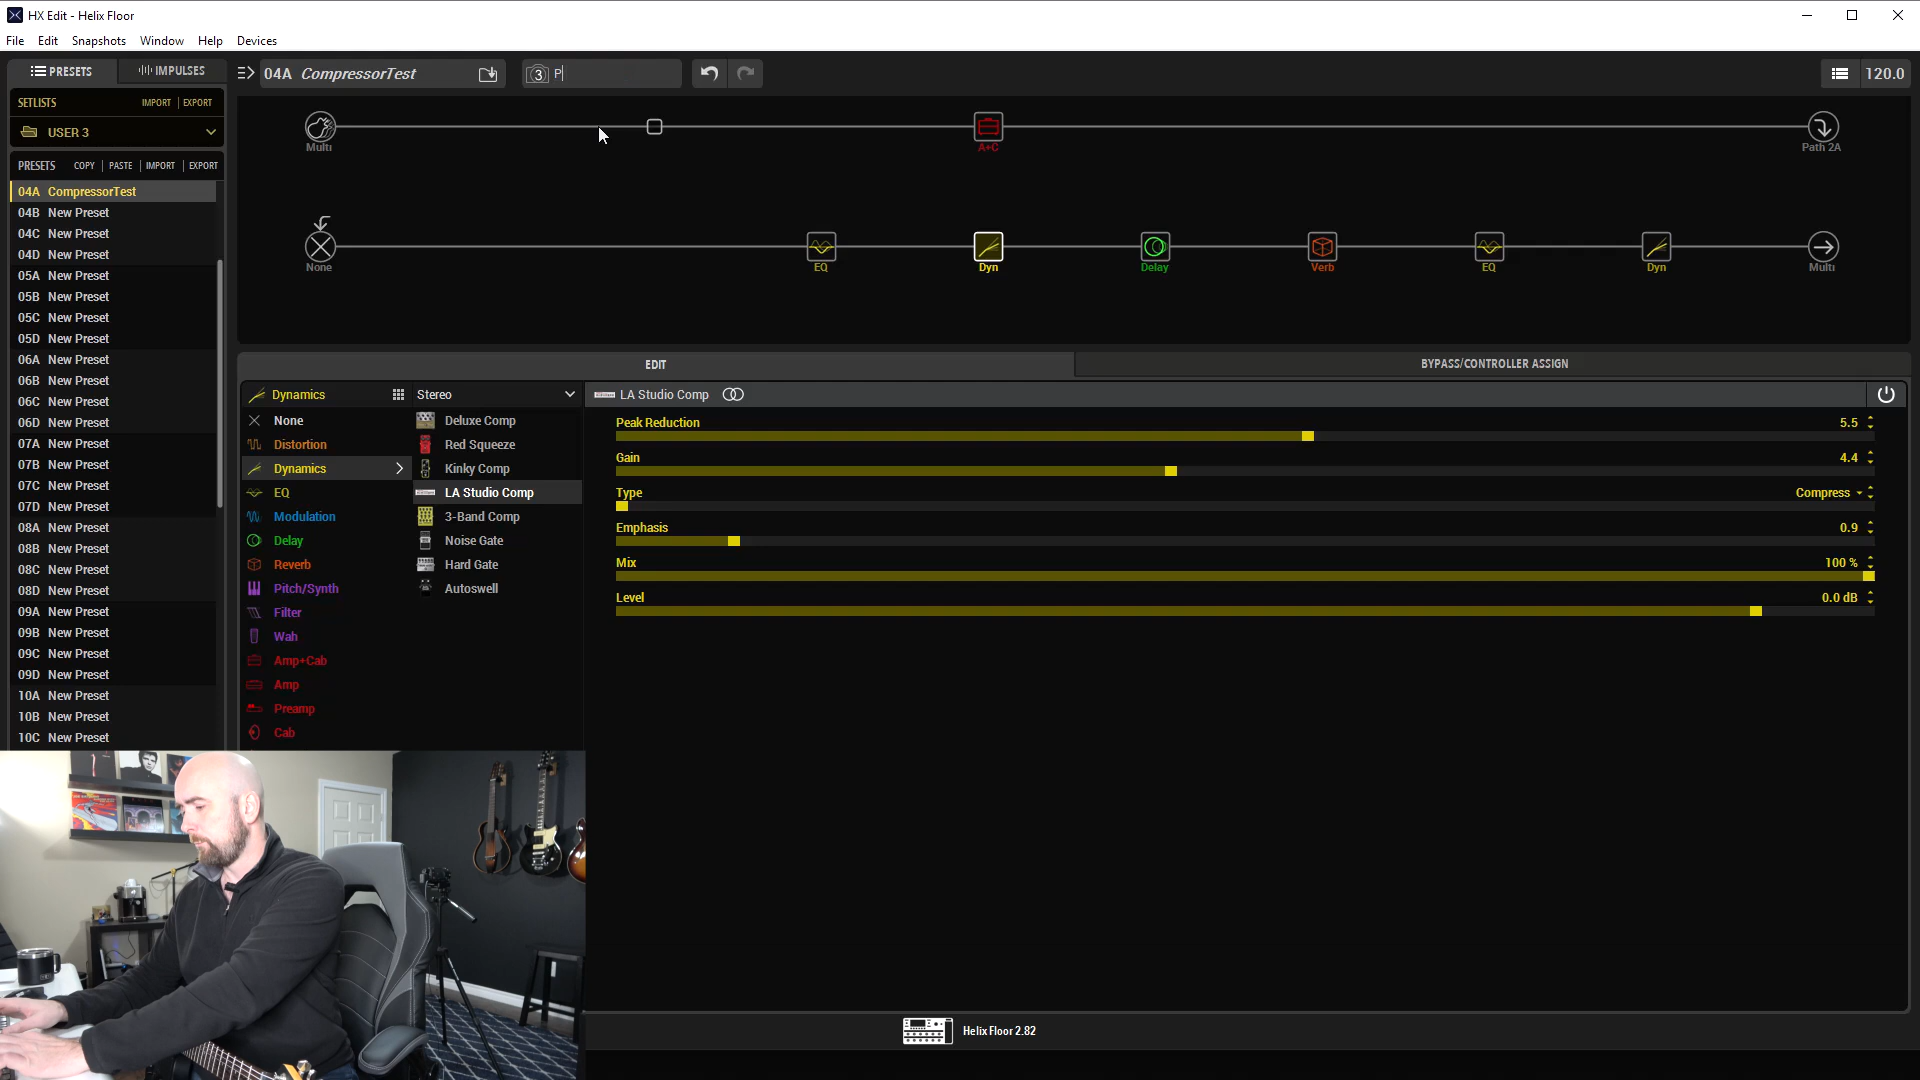 HX Edit - Helix Floor
File Edit Snapshots Window Help Devices
PRESETS IMPULSES
04A CompressorTest
3 P
120.0
SETLISTS IMPORT | EXPORT
USER 3
PRESETS COPY | PASTE | IMPORT | EXPORT
04A CompressorTest
04B New Preset
04C New Preset
04D New Preset
05A New Preset
05B New Preset
05C New Preset
05D New Preset
06A New Preset
06B New Preset
06C New Preset
06D New Preset
07A New Preset
07B New Preset
07C New Preset
07D New Preset
08A New Preset
08B New Preset
08C New Preset
08D New Preset
09A New Preset
09B New Preset
09C New Preset
09D New Preset
10A New Preset
10B New Preset
10C New Preset
Multi A+C Path 2A
None EQ Dyn Delay Verb EQ Dyn Multi
EDIT BYPASS/CONTROLLER ASSIGN
Dynamics Stereo
None
Distortion
Dynamics
EQ
Modulation
Delay
Reverb
Pitch/Synth
Filter
Wah
Amp+Cab
Amp
Preamp
Cab
Deluxe Comp
Red Squeeze
Kinky Comp
LA Studio Comp
3-Band Comp
Noise Gate
Hard Gate
Autoswell
LA Studio Comp
Peak Reduction 5.5
Gain 4.4
Type Compress
Emphasis 0.9
Mix 100 %
Level 0.0 dB
Helix Floor 2.82